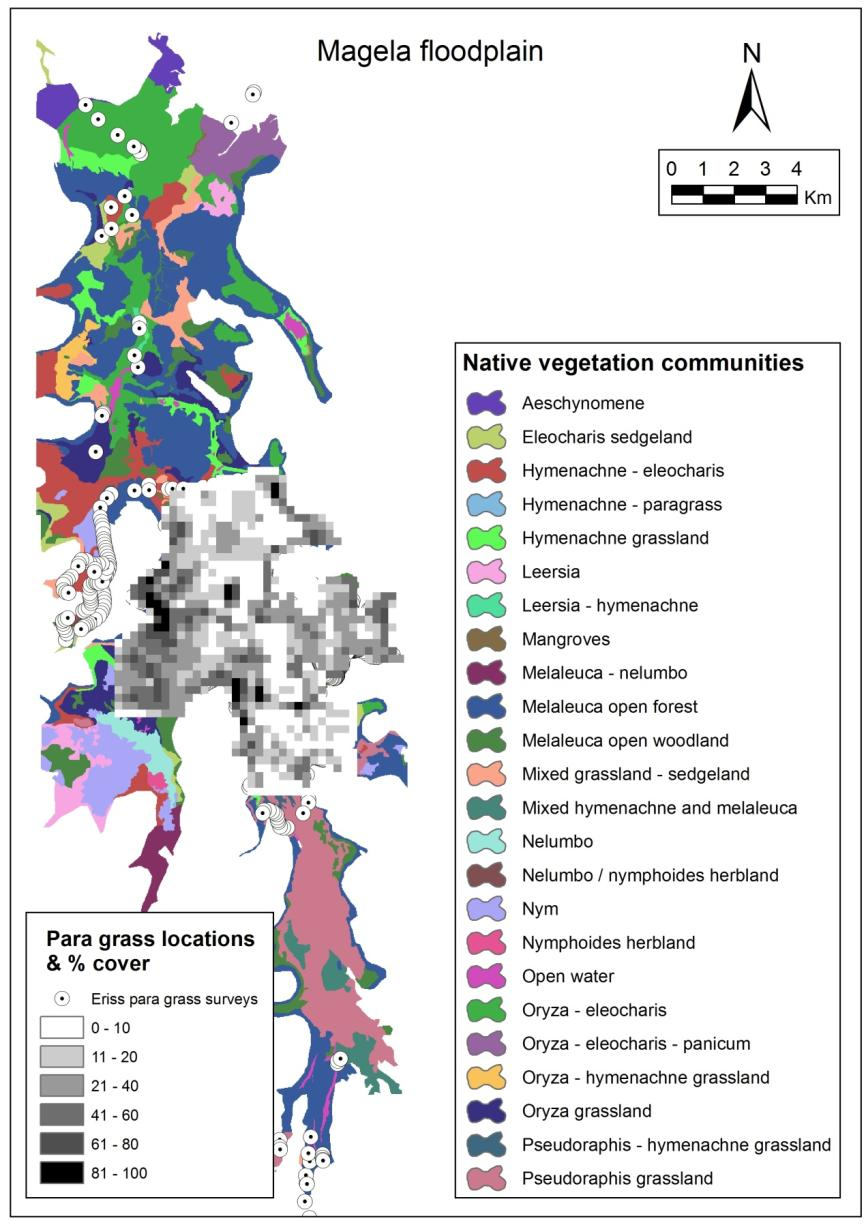 Magela floodplain
N
0 1 2 3 4
Km
Native vegetation communities
Aeschynomene
Eleocharis sedgeland
Hymenachne - eleocharis
Hymenachne - paragrass
Hymenachne grassland
Leersia
Leersia - hymenachne
Mangroves
Melaleuca - nelumbo
Melaleuca open forest
Melaleuca open woodland
Mixed grassland - sedgeland
Mixed hymenachne and melaleuca
Nelumbo
Nelumbo / nymphoides herbland
Nym
Nymphoides herbland
Open water
Oryza - eleocharis
Oryza - eleocharis - panicum
Oryza - hymenachne grassland
Oryza grassland
Pseudoraphis - hymenachne grassland
Pseudoraphis grassland
Para grass locations
& % cover
Eriss para grass surveys
0 - 10
11 - 20
21 - 40
41 - 60
61 - 80
81 - 100